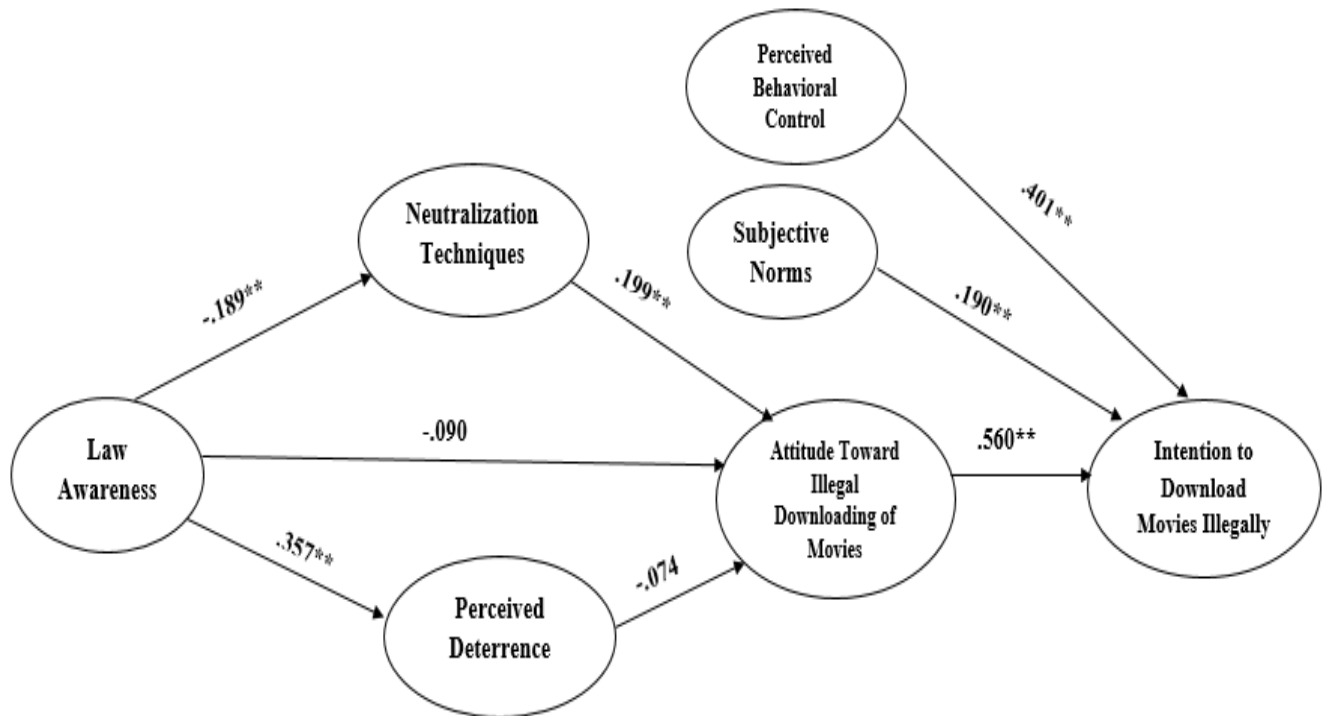 Perceived
Behavioral
Control
.401**
Neutralization
Techniques
Subjective
Norms
-.189**
.199**
.190**
Law
Awareness
-.090
Attitude Toward
Illegal
Downloading of
Movies
.560**
Intention to
Download
Movies Illegally
.357**
-.074
Perceived
Deterrence